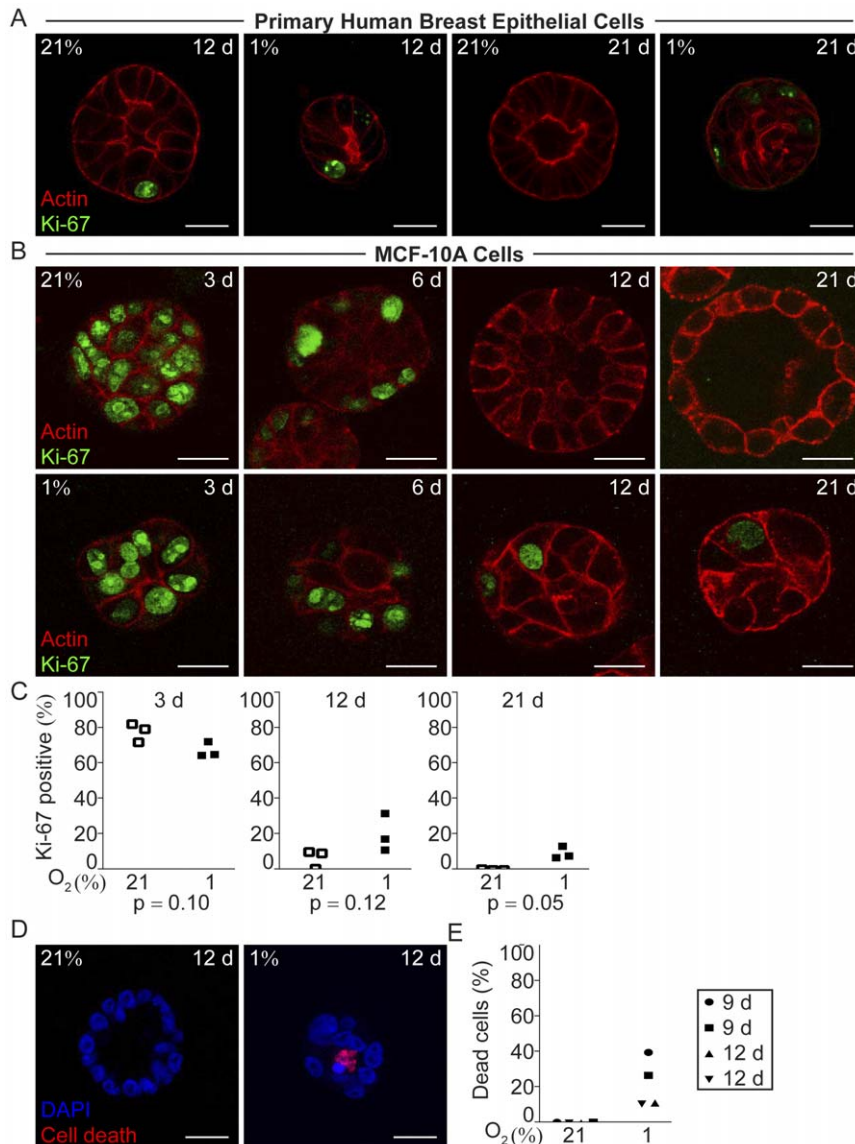 A
Primary Human Breast Epithelial Cells
21% 12 d 1% 12 d 21% 21 d 1% 21 d
Actin
Ki-67
B
MCF-10A Cells
21% 3 d 6 d 12 d 21 d
Actin
Ki-67
1% 3 d 6 d 12 d 21 d
Actin
Ki-67
C
Ki-67 positive (%)
100 3 d 100 12 d 100 21 d
80 80 80
60 60 60
40 40 40
20 20 20
0 0 0
O2(%) 21 1 21 1 21 1
p = 0.10 p = 0.12 p = 0.05
D
21% 12 d 1% 12 d
DAPI
Cell death
E
Dead cells (%)
100
80
60
40
20
0
O2(%) 21 1
9 d
9 d
12 d
12 d